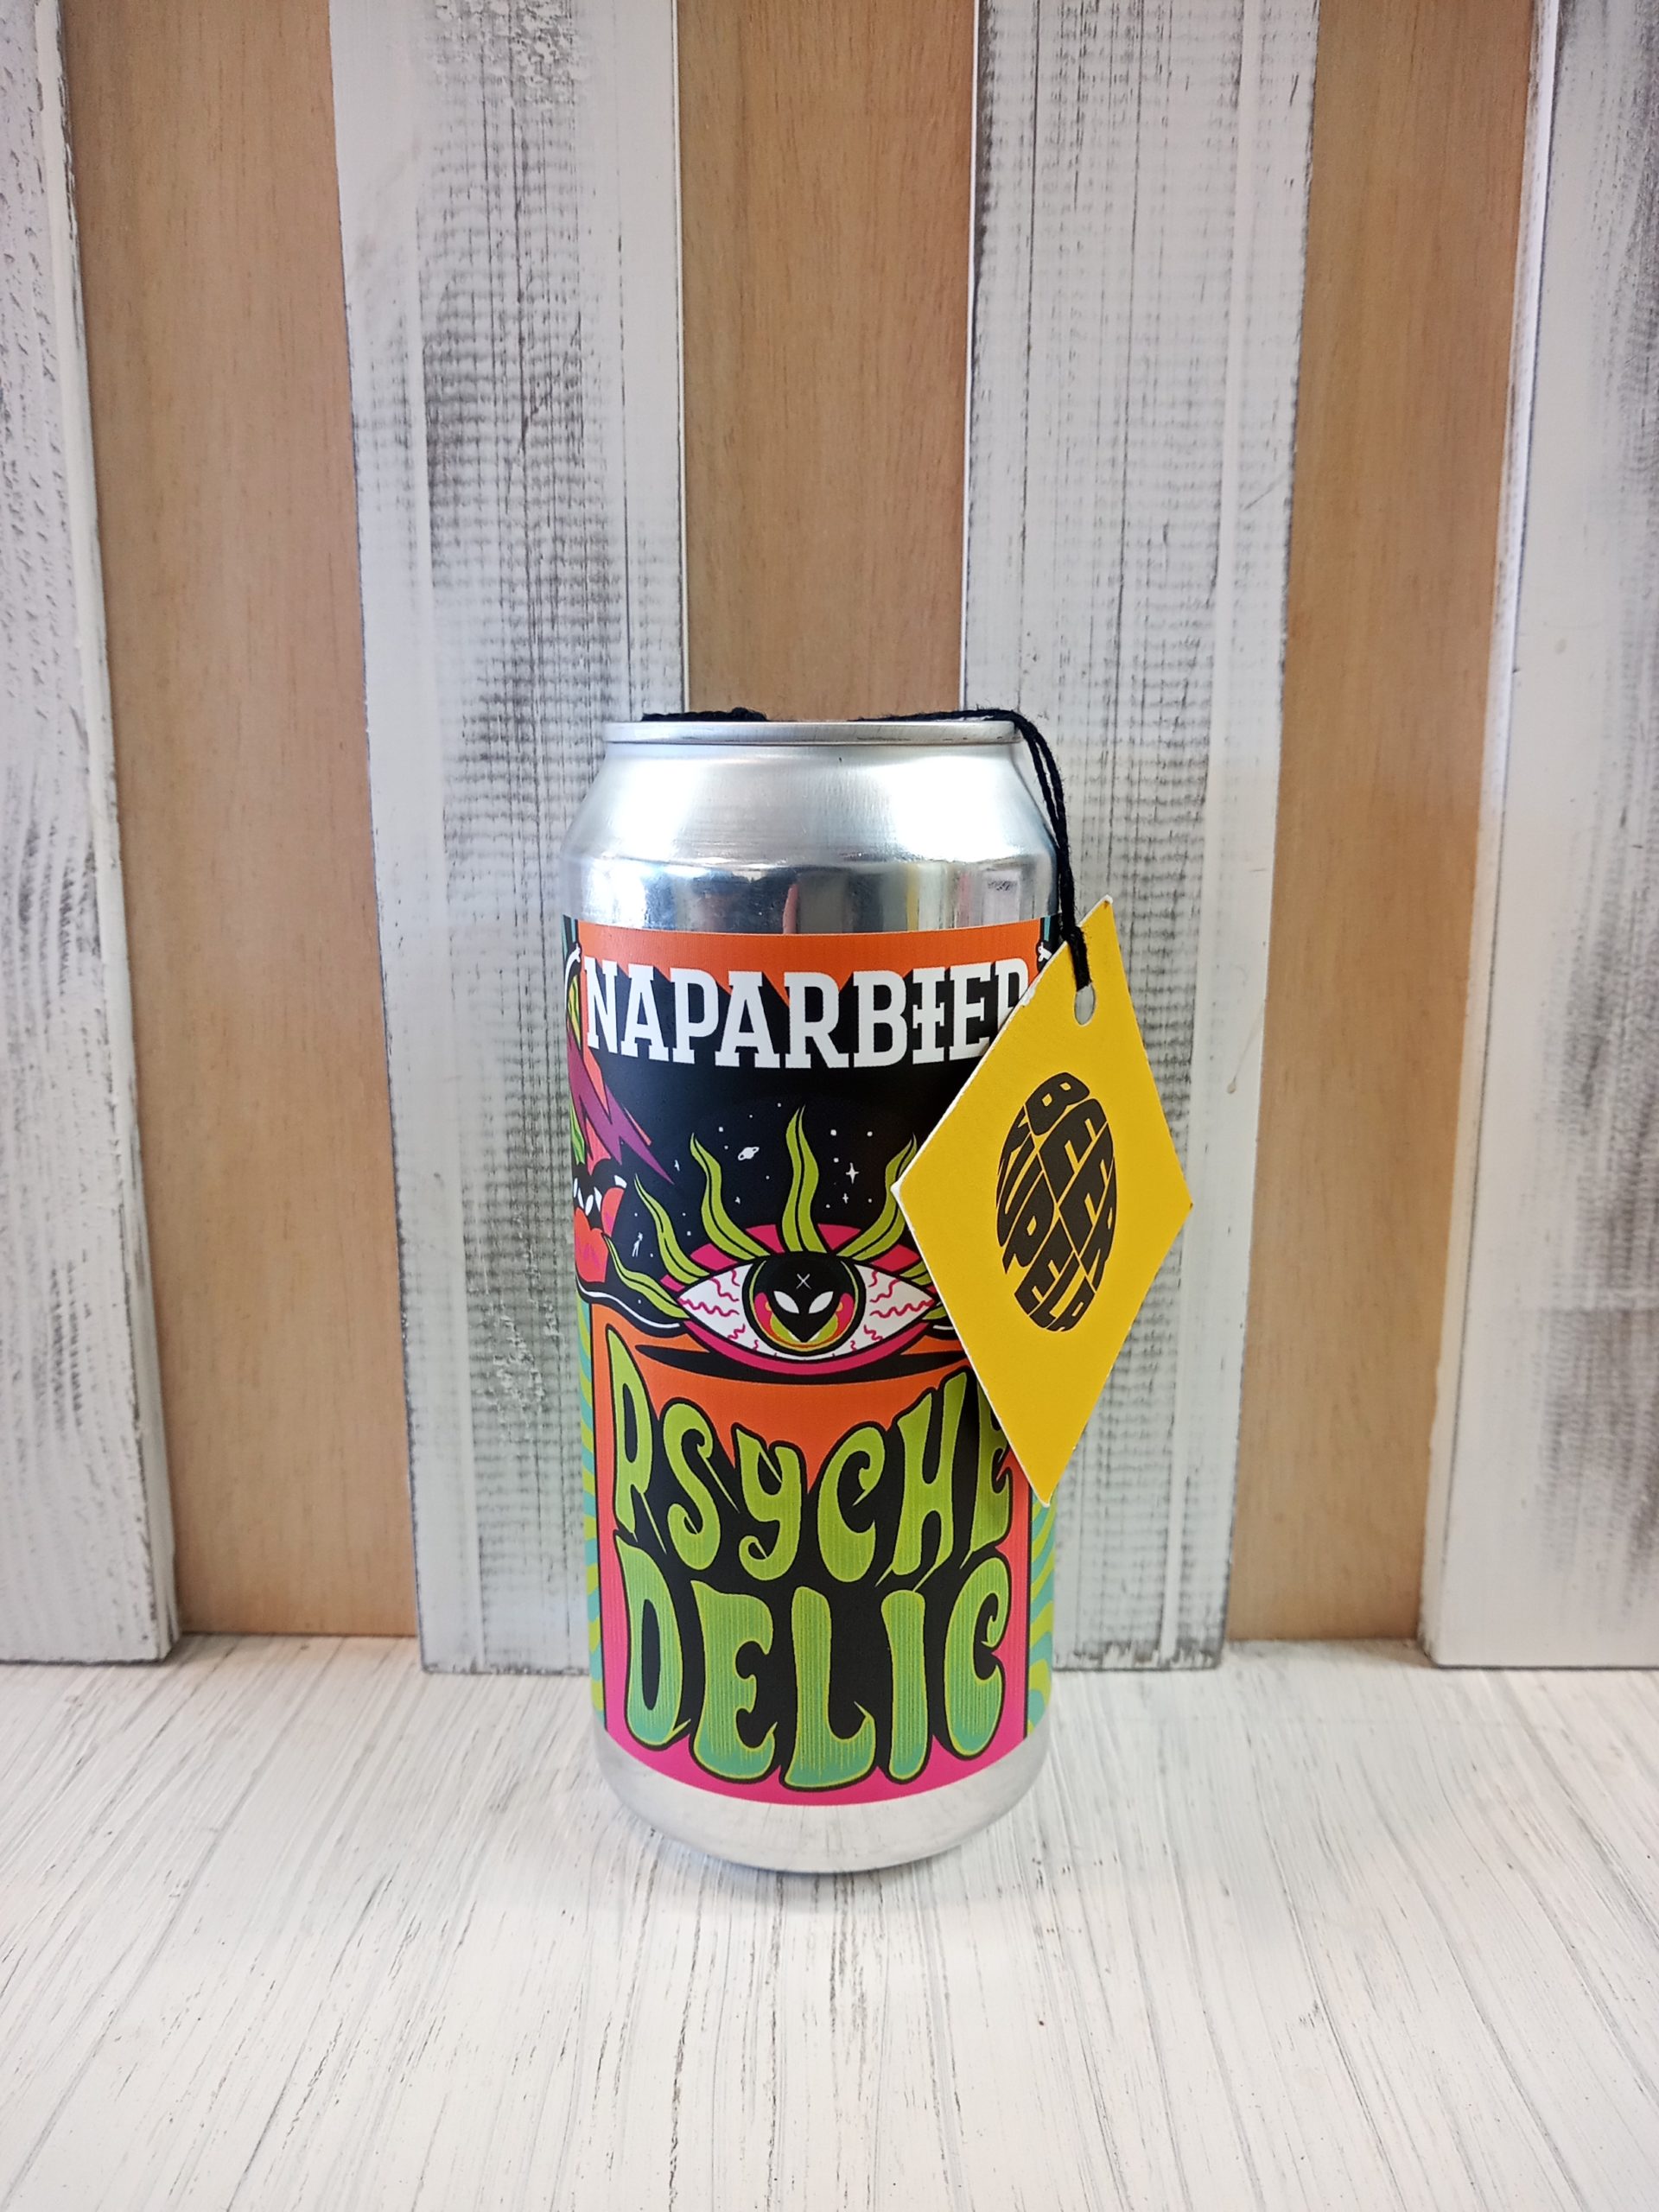 NAPARBIER
BEER
KUPELA
PSYCHE
DELIC